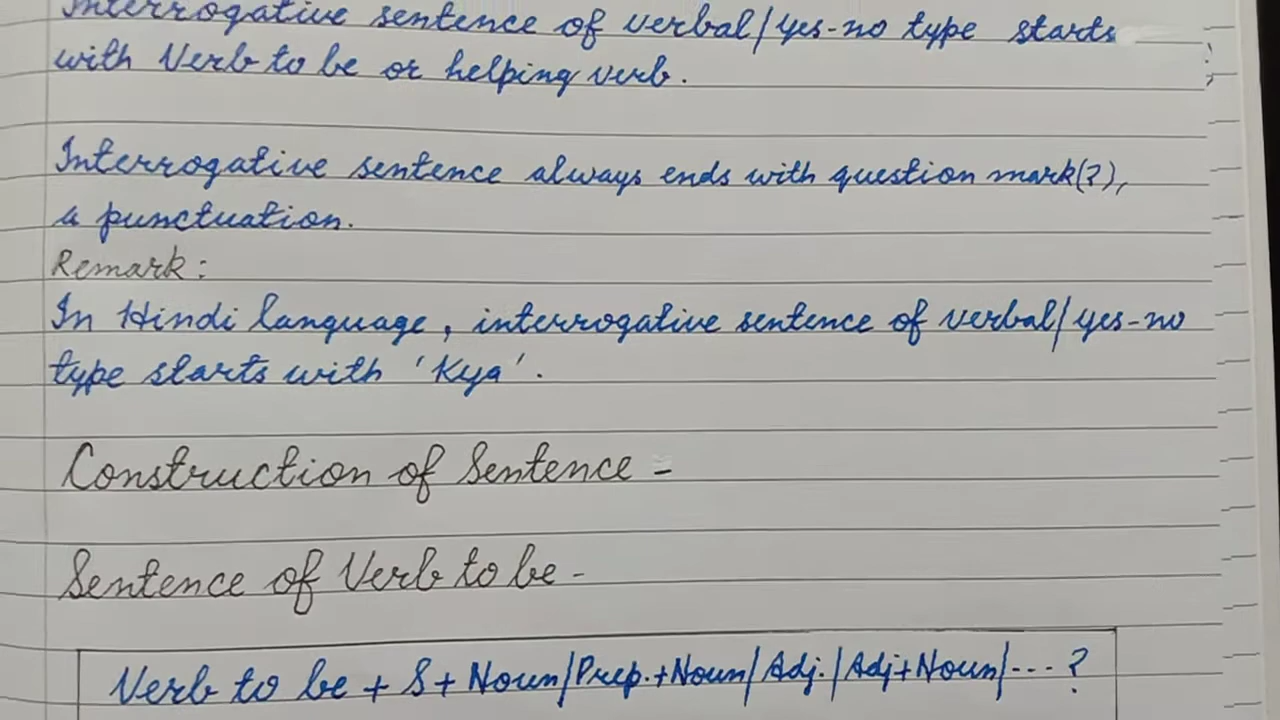 Interrogative sentence of verbal/yes-no type starts
with Verb to be or helping verb.
Interrogative sentence always ends with question mark(?),
a punctuation.
Remark:
In Hindi language, interrogative sentence of verbal/yes-no
type starts with 'Kya'.
Construction of Sentence -
Sentence of Verb to be -
Verb to be + S + Noun/Prep.+Noun/Adj./Adj+Noun/--- ?